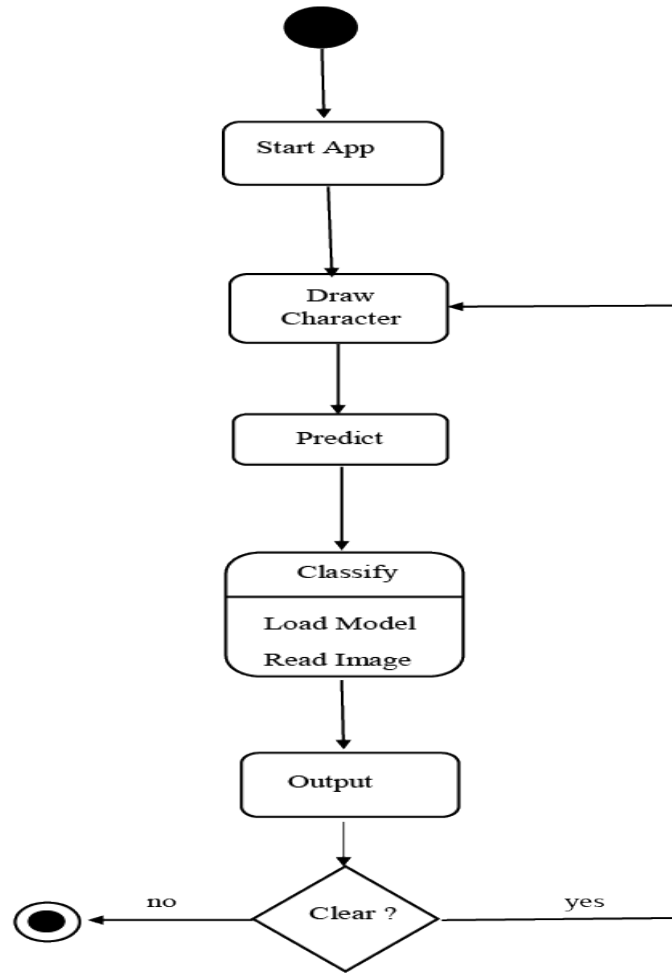 Start App
Draw
Character
Predict
Classify
Load Model
Read Image
Output
Clear ?
no
yes